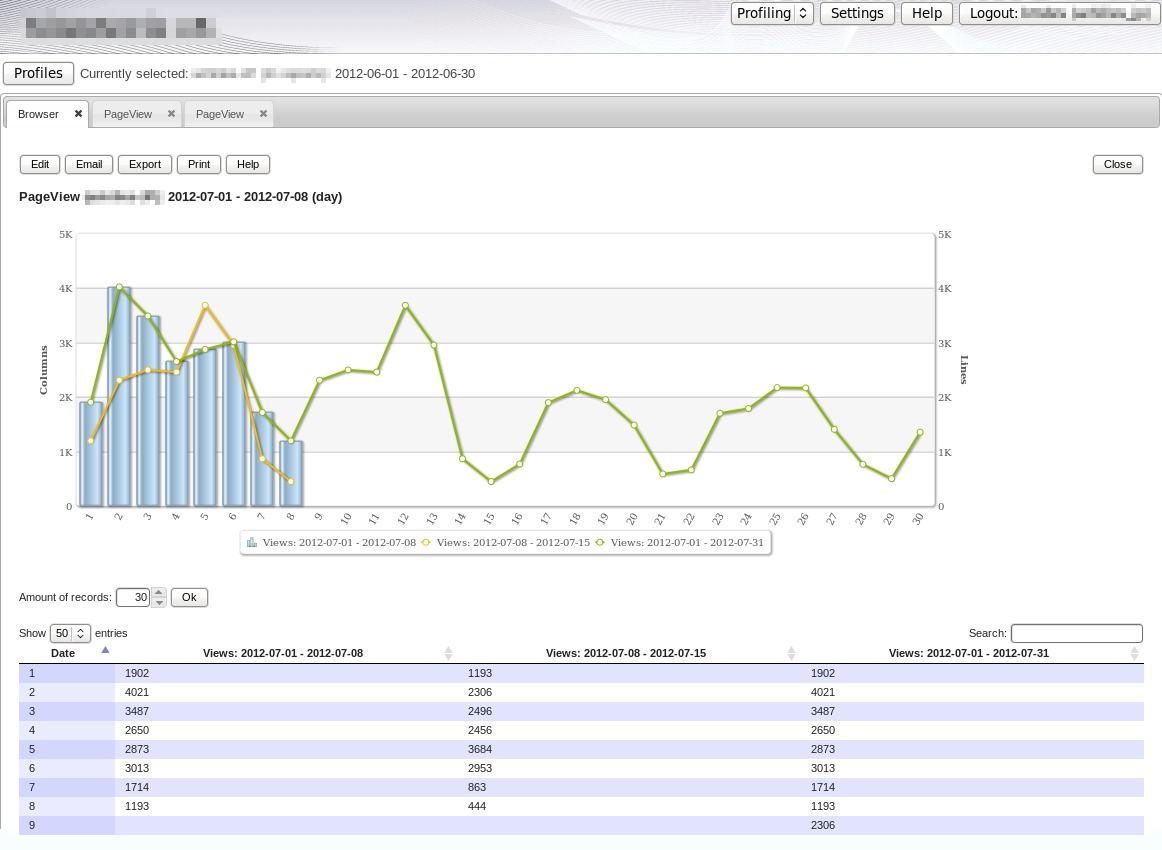 Profiling Settings Help Logout:
Profiles Currently selected: 2012-06-01 - 2012-06-30
Browser PageView PageView
Edit Email Export Print Help Close
PageView 2012-07-01 - 2012-07-08 (day)
5K 5K
4K 4K
3K 3K
Columns Lines
2K 2K
1K 1K
0 0
1 2 3 4 5 6 7 8 9 10 11 12 13 14 15 16 17 18 19 20 21 22 23 24 25 26 27 28 29 30
Views: 2012-07-01 - 2012-07-08 Views: 2012-07-08 - 2012-07-15 Views: 2012-07-01 - 2012-07-31
Amount of records: 30 Ok
Show 50 entries Search:
Date Views: 2012-07-01 - 2012-07-08 Views: 2012-07-08 - 2012-07-15 Views: 2012-07-01 - 2012-07-31
1 1902 1193 1902
2 4021 2306 4021
3 3487 2496 3487
4 2650 2456 2650
5 2873 3684 2873
6 3013 2953 3013
7 1714 863 1714
8 1193 444 1193
9 2306